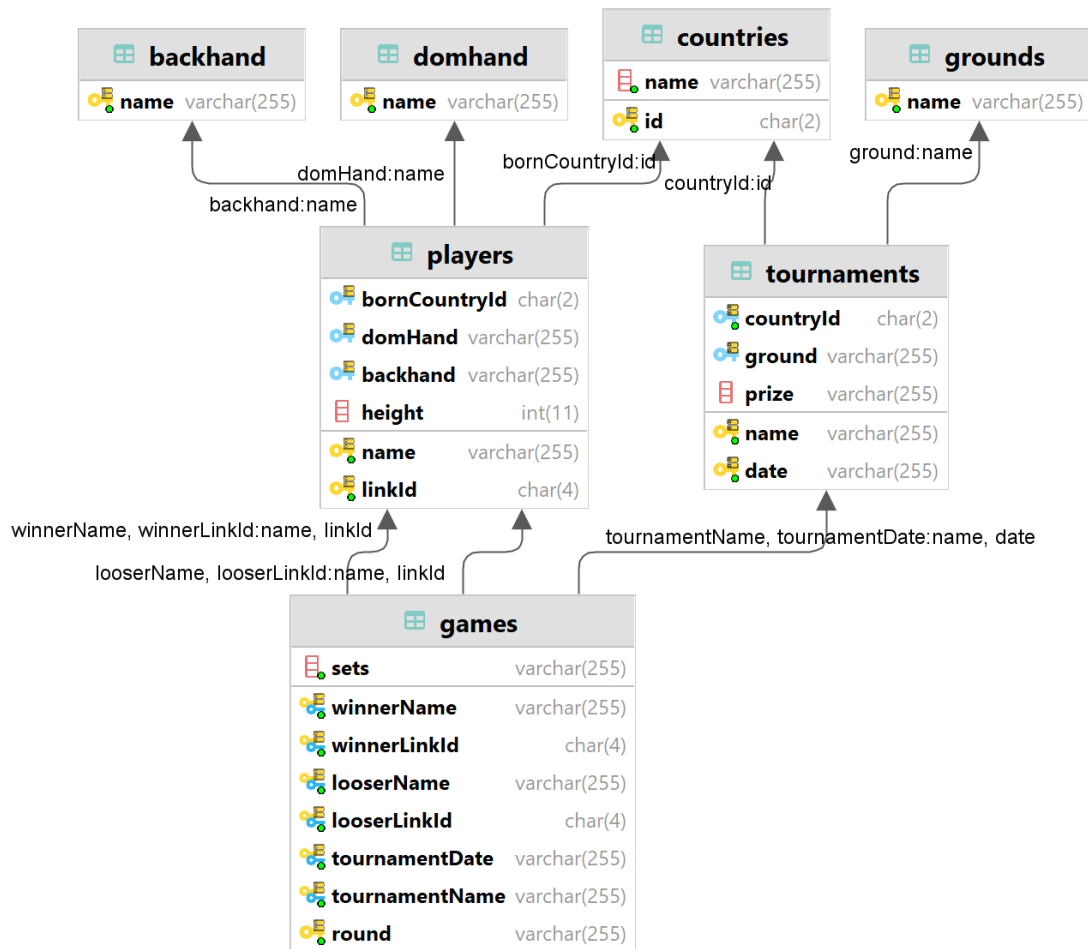 backhand
name varchar(255)
domhand
name varchar(255)
countries
name varchar(255)
id char(2)
grounds
name varchar(255)
domHand:name
backhand:name
bornCountryId:id
countryId:id
ground:name
players
bornCountryId char(2)
domHand varchar(255)
backhand varchar(255)
height int(11)
name varchar(255)
linkId char(4)
tournaments
countryId char(2)
ground varchar(255)
prize varchar(255)
name varchar(255)
date varchar(255)
winnerName, winnerLinkId:name, linkId
looserName, looserLinkId:name, linkId
tournamentName, tournamentDate:name, date
games
sets varchar(255)
winnerName varchar(255)
winnerLinkId char(4)
looserName varchar(255)
looserLinkId char(4)
tournamentDate varchar(255)
tournamentName varchar(255)
round varchar(255)